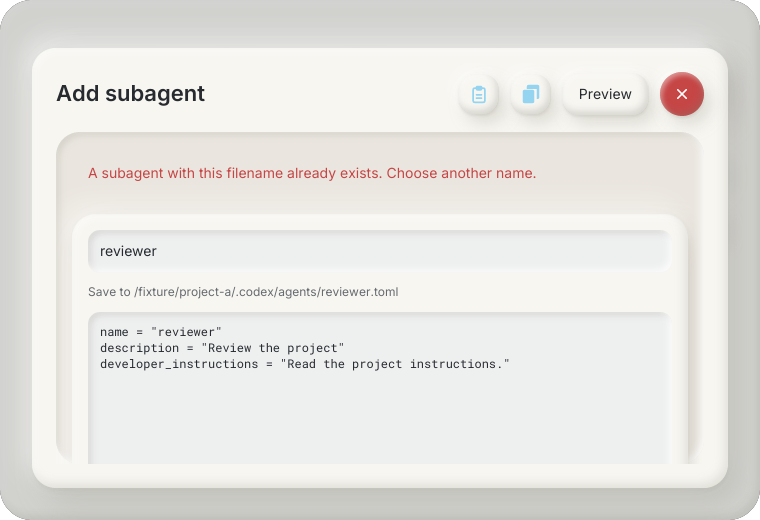 Add subagent
Preview
A subagent with this filename already exists. Choose another name.
reviewer
Save to /fixture/project-a/.codex/agents/reviewer.toml
name = "reviewer"
description = "Review the project"
developer_instructions = "Read the project instructions."